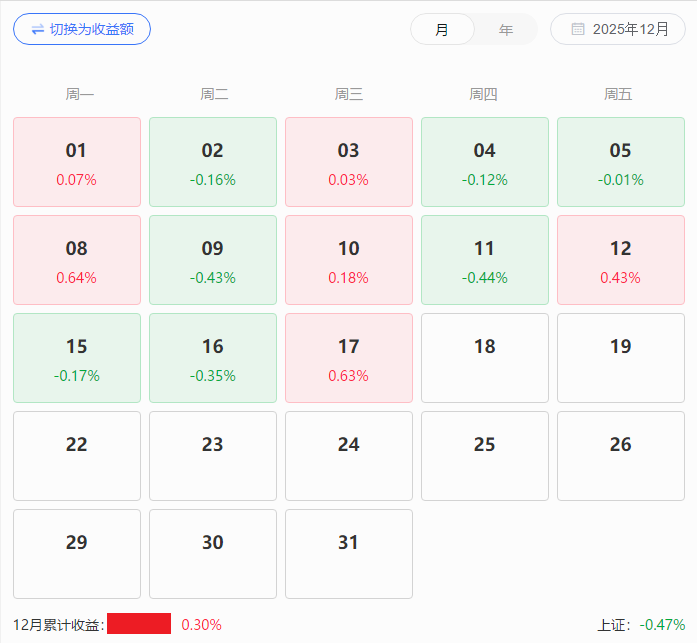 切换为收益额 月 年 2025年12月
周一 周二 周三 周四 周五
01 02 03 04 05
0.07% -0.16% 0.03% -0.12% -0.01%
08 09 10 11 12
0.64% -0.43% 0.18% -0.44% 0.43%
15 16 17 18 19
-0.17% -0.35% 0.63%
22 23 24 25 26
29 30 31
12月累计收益: 0.30% 上证: -0.47%